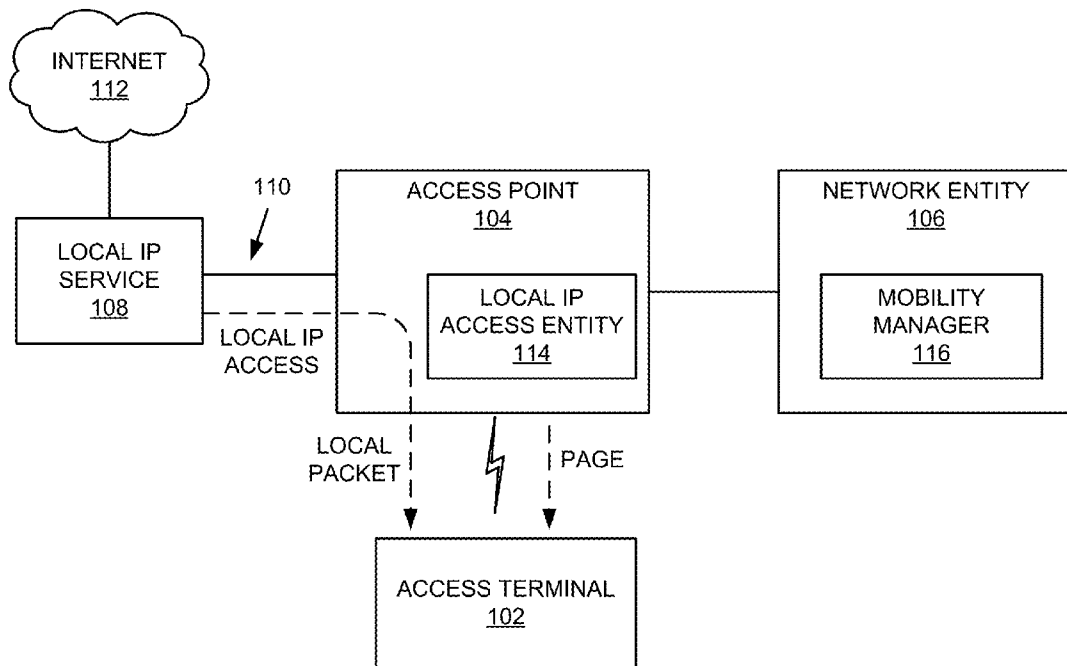 INTERNET
112
110
ACCESS POINT
104
NETWORK ENTITY
106
LOCAL IP
SERVICE
108
LOCAL IP
ACCESS ENTITY
114
MOBILITY
MANAGER
116
LOCAL IP
ACCESS
LOCAL
PACKET
PAGE
ACCESS TERMINAL
102